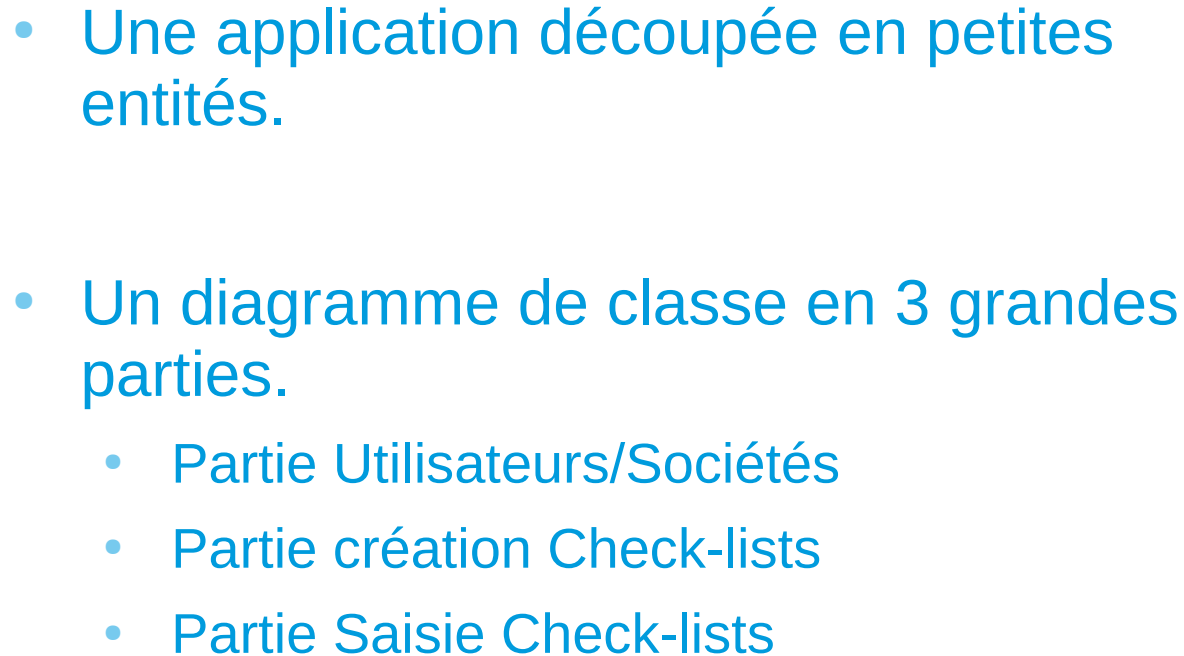 • Une application découpée en petites
entités.
• Un diagramme de classe en 3 grandes
parties.
• Partie Utilisateurs/Sociétés
• Partie création Check-lists
• Partie Saisie Check-lists